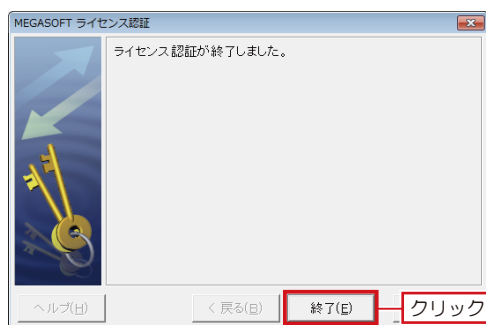 MEGASOFT ライセンス認証
ライセンス認証が終了しました。
ヘルプ(H)
< 戻る(B)
終了(E)
クリック